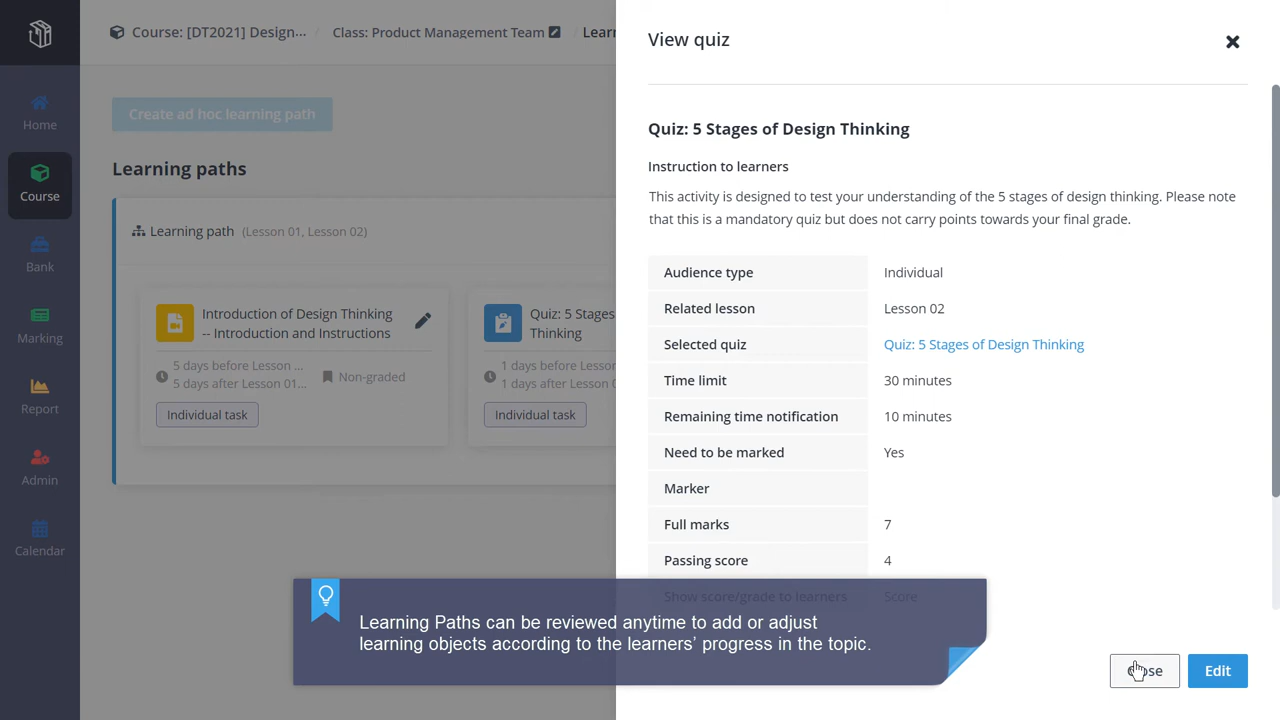 Course: [DT2021] Design... / Class: Product Management Team / Learn
View quiz
Home
Course
Bank
Marking
Report
Admin
Calendar
Create ad hoc learning path
Learning paths
Learning path (Lesson 01, Lesson 02)
Introduction of Design Thinking
-- Introduction and Instructions
5 days before Lesson ...
5 days after Lesson 01...
Non-graded
Individual task
Quiz: 5 Stages
Thinking
1 days before Lesson
1 days after Lesson
Individual task
Quiz: 5 Stages of Design Thinking
Instruction to learners
This activity is designed to test your understanding of the 5 stages of design thinking. Please note
that this is a mandatory quiz but does not carry points towards your final grade.
Audience type Individual
Related lesson Lesson 02
Selected quiz Quiz: 5 Stages of Design Thinking
Time limit 30 minutes
Remaining time notification 10 minutes
Need to be marked Yes
Marker
Full marks 7
Passing score 4
Show score/grade to learners Score
Learning Paths can be reviewed anytime to add or adjust
learning objects according to the learners’ progress in the topic.
Close
Edit